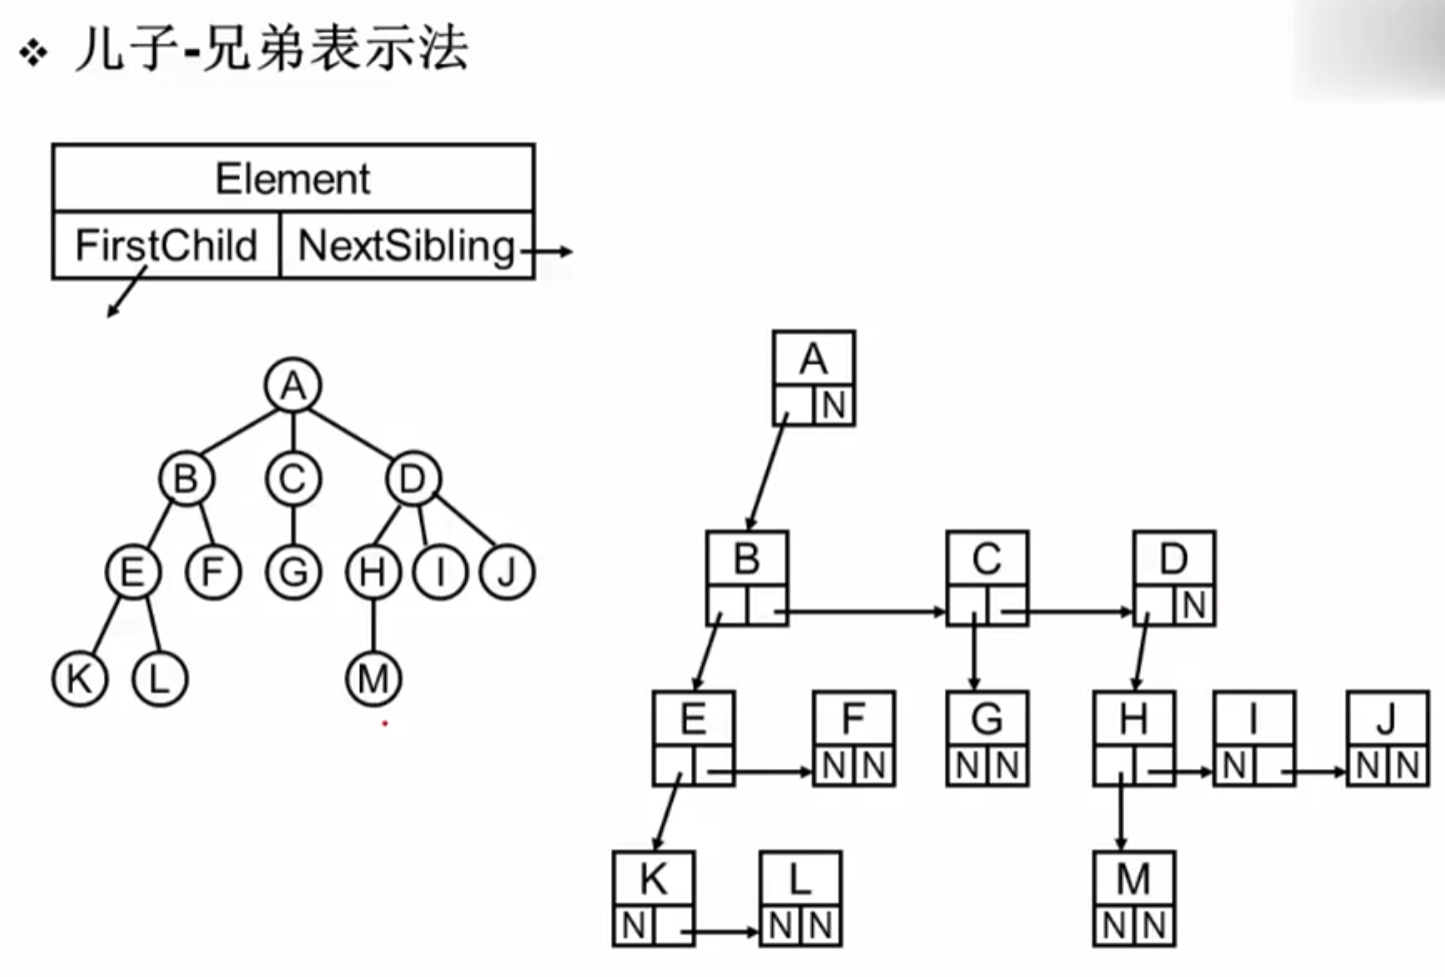 ❖ 儿子-兄弟表示法
Element
FirstChild NextSibling
A
B C D
E F G H I J
K L M
A
N
B C D
N
E F G H I J
N N N N N N N
K L M
N N N N N